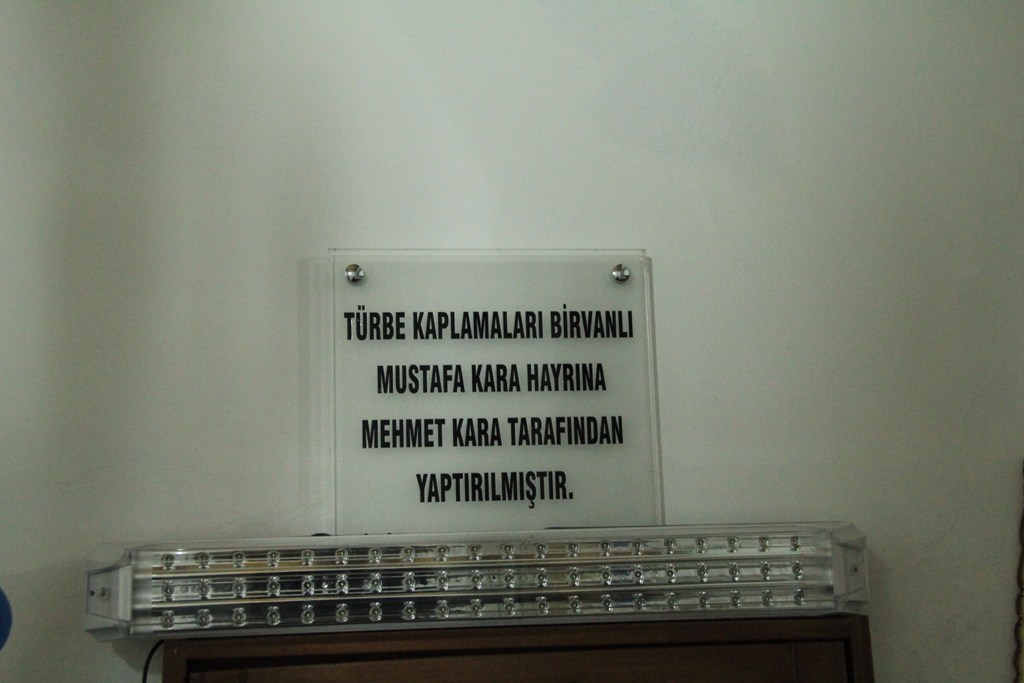 TÜRBE KAPLAMALARI BİRVANLI
MUSTAFA KARA HAYRINA
MEHMET KARA TARAFINDAN
YAPTIRILMIŞTIR.